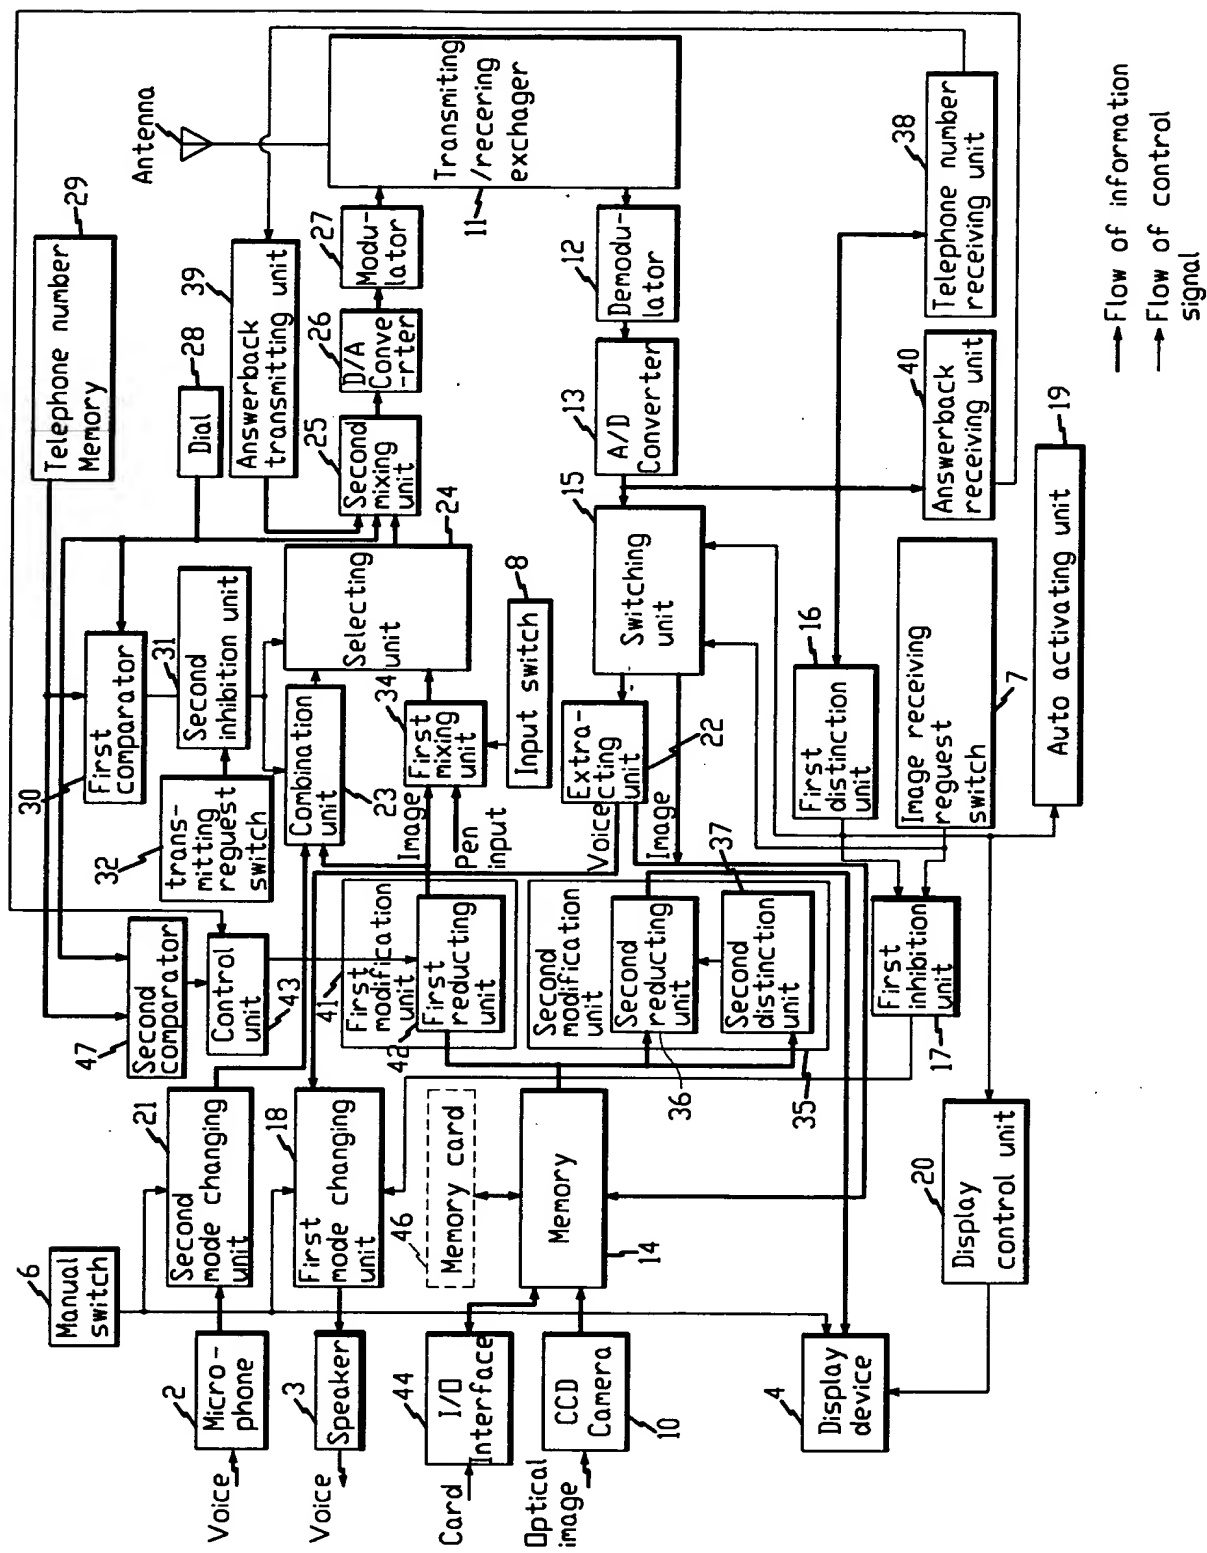 6
Manual
switch
2
Micro-
phone
Voice
3
Speaker
Voice
44
I/O
Interface
Card
10
CCD
Camera
Optical
image
4
Display
device
21
Second
mode changing
unit
18
First
mode changing
unit
46
Memory card
14
Memory
20
Display
control unit
47
Second
comparator
43
Control
unit
41
First
modification
unit
42
First
reducting
unit
Second
modification
unit
35
36
Second
reducting
unit
37
Second
distinction
unit
17
First
inhibition
unit
30
First
comparator
32
trans-
mitting
reguest
switch
31
Second
inhibition unit
23
Combination
unit
34
First
mixing
unit
Image
Pen
input
8
Input switch
22
Extra-
cting
unit
Voice
Image
16
First
distinction
unit
7
Image receiving
reguest
switch
19
Auto activating unit
29
Telephone number
Memory
28
Dial
39
Answerback
transmitting unit
24
Selecting
unit
25
Second
mixing
unit
26
D/A
Conve
-rter
27
Modu-
lator
Antenna
11
Transmiting
/recering
exchager
12
Demodu-
lator
13
A/D
Converter
15
Switching
unit
38
Telephone number
receiving unit
40
Answerback
receiving unit
Flow of information
Flow of control
signal